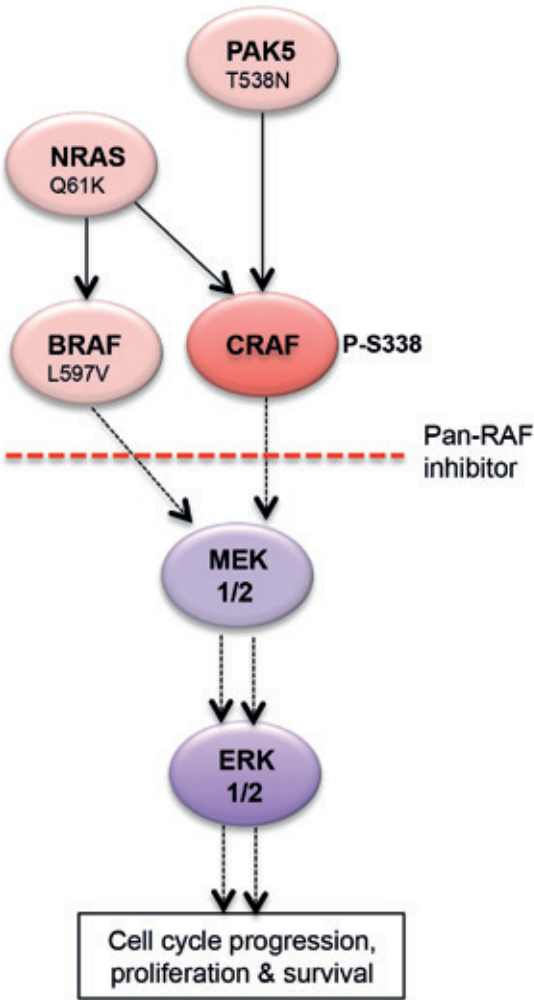 PAK5
T538N
NRAS
Q61K
BRAF
L597V
CRAF
P-S338
Pan-RAF
inhibitor
MEK
1/2
ERK
1/2
Cell cycle progression,
proliferation & survival